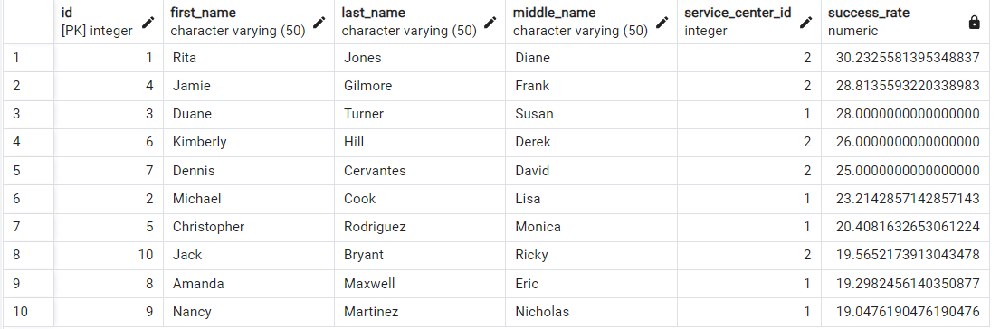 id first_name last_name middle_name service_center_id success_rate
[PK] integer character varying (50) character varying (50) character varying (50) integer numeric
1 1 Rita Jones Diane 2 30.2325581395348837
2 4 Jamie Gilmore Frank 2 28.8135593220338983
3 3 Duane Turner Susan 1 28.0000000000000000
4 6 Kimberly Hill Derek 2 26.0000000000000000
5 7 Dennis Cervantes David 2 25.0000000000000000
6 2 Michael Cook Lisa 1 23.2142857142857143
7 5 Christopher Rodriguez Monica 1 20.4081632653061224
8 10 Jack Bryant Ricky 2 19.5652173913043478
9 8 Amanda Maxwell Eric 1 19.2982456140350877
10 9 Nancy Martinez Nicholas 1 19.0476190476190476